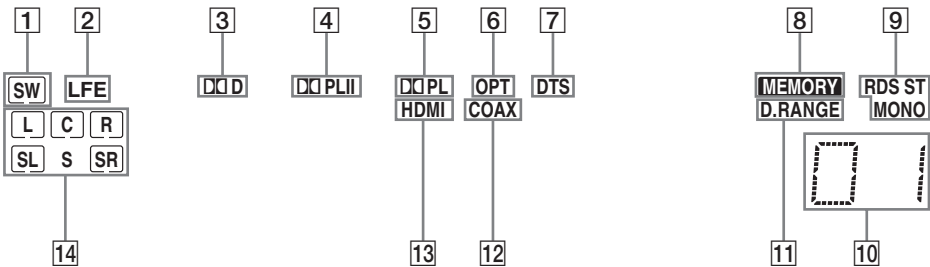 1 2 3 4 5 6 7 8 9
SW LFE D PLII PL OPT DTS MEMORY RDS ST
HDMI COAX D.RANGE MONO
L C R
SL S SR
01
14 13 12 11 10